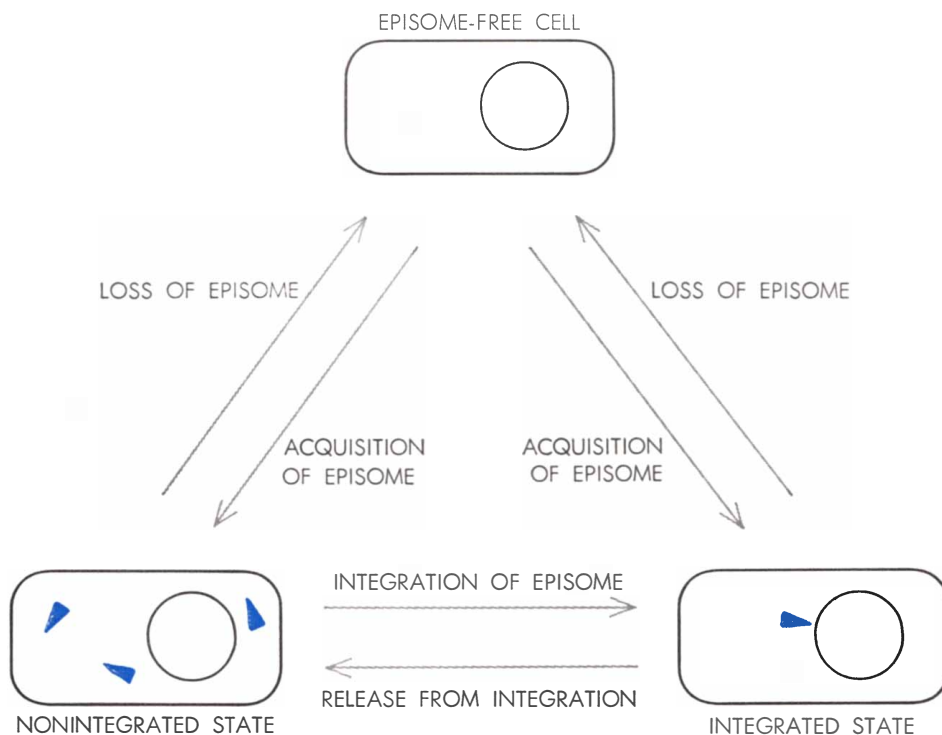 EPISOME-FREE CELL
LOSS OF EPISOME
LOSS OF EPISOME
ACQUISITION
OF EPISOME
ACQUISITION
OF EPISOME
INTEGRATION OF EPISOME
RELEASE FROM INTEGRATION
NONINTEGRATED STATE
INTEGRATED STATE